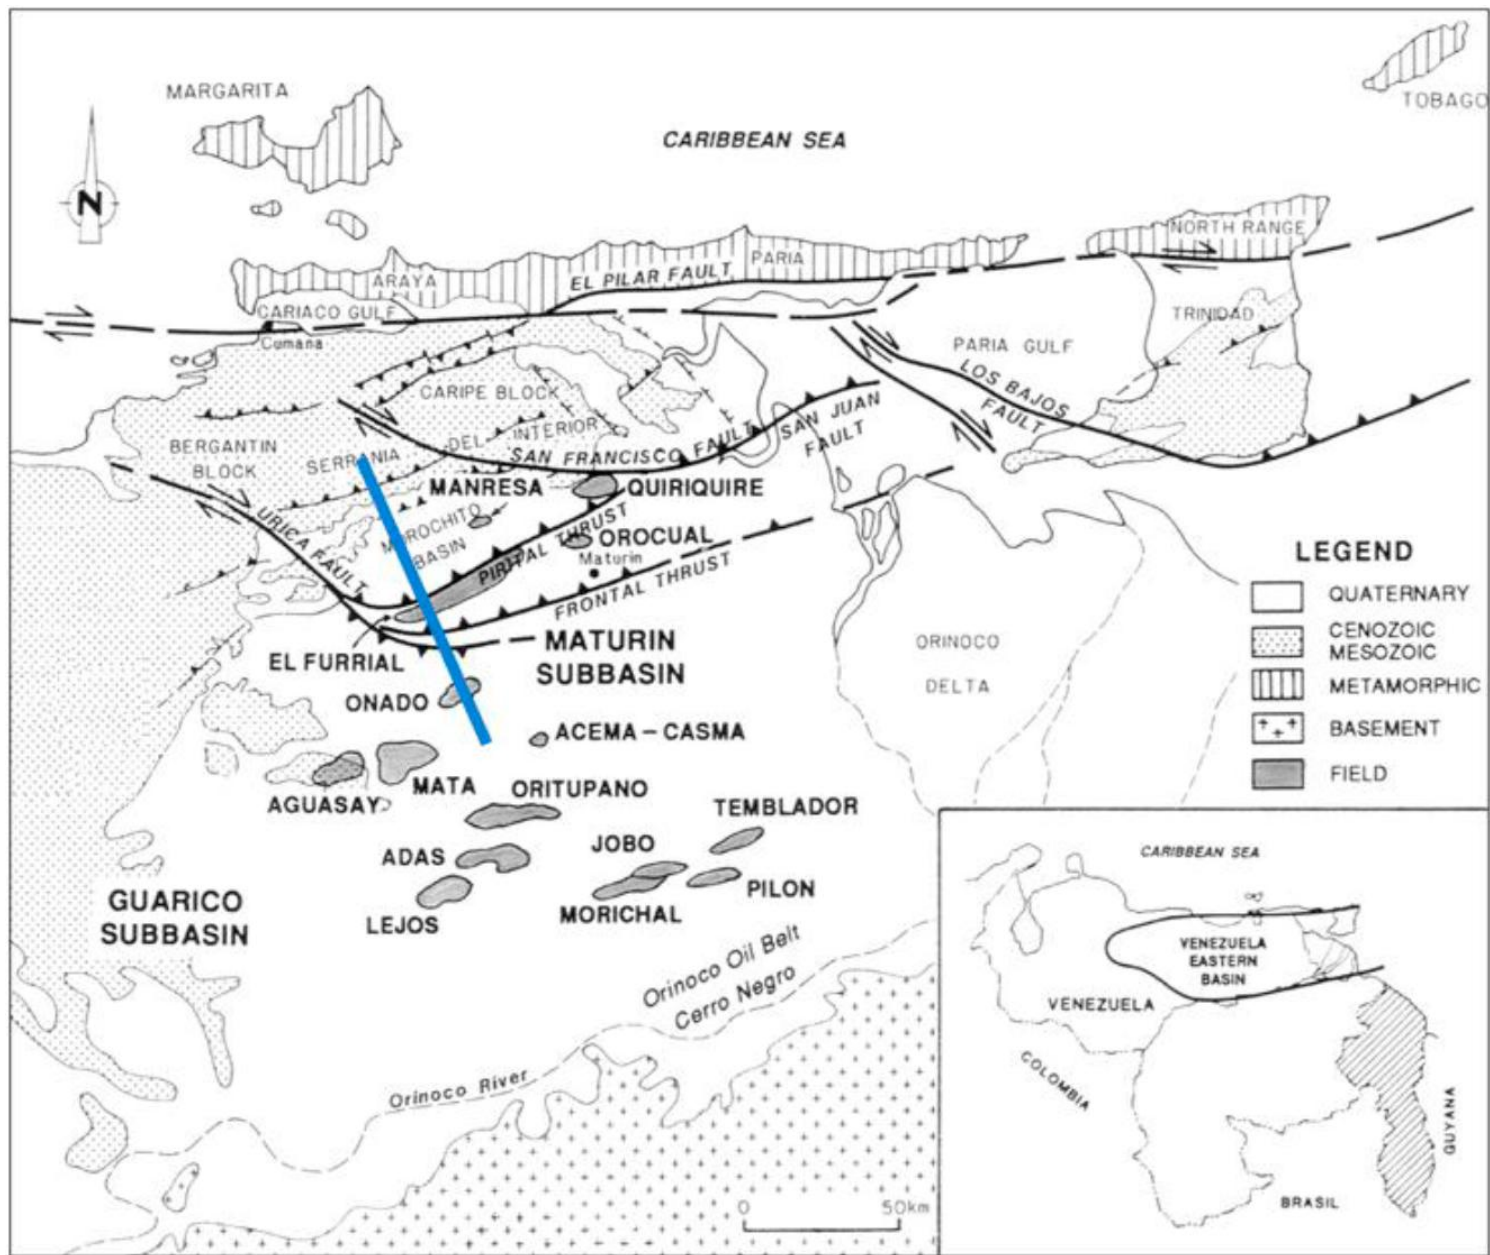 MARGARITA
TOBAGO
CARIBBEAN SEA
N
NORTH RANGE
PARIA
EL PILAR FAULT
ARAYA
CARIACO GULF
Cumana
TRINIDAD
PARIA GULF
LOS BAJOS
FAULT
CARIPE BLOCK
SAN JUAN
FAULT
BERGANTIN
BLOCK
SERRANIA
DEL
INTERIOR
SAN FRANCISCO FAULT
MANRESA
QUIRIQUIRE
URICA FAULT
MOROCHITO
BASIN
PIRITAL THRUST
OROCUAL
Maturin
FRONTAL THRUST
LEGEND
QUATERNARY
CENOZOIC
MESOZOIC
METAMORPHIC
BASEMENT
FIELD
ORINOCO
DELTA
EL FURRIAL
MATURIN
SUBBASIN
ONADO
ACEMA-CASMA
MATA
AGUASAY
ORITUPANO
TEMBLADOR
JOBO
ADAS
PILON
MORICHAL
LEJOS
GUARICO
SUBBASIN
Orinoco Oil Belt
Cerro Negro
Orinoco River
0 50km
CARIBBEAN SEA
VENEZUELA
EASTERN
BASIN
VENEZUELA
COLOMBIA
GUYANA
BRASIL